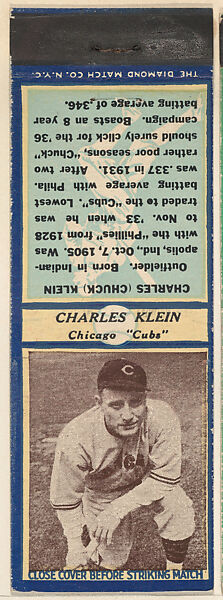 THE DIAMOND MATCH CO. N.Y.C.
CHARLES (CHUCK) KLEIN
Outfielder. Born in Indian-
apolis, Ind., Oct. 7, 1905. Was
with the "Phillies" from 1928
to Nov. '33 when he was
traded to the "Cubs". Lowest
batting average with Phila.
was .337 in 1931. After two
rather poor seasons, "Chuck"
should surely click for the '36
campaign. Boasts an 8 year
batting average of .346.
CHARLES KLEIN
Chicago "Cubs"
C
CLOSE COVER BEFORE STRIKING MATCH